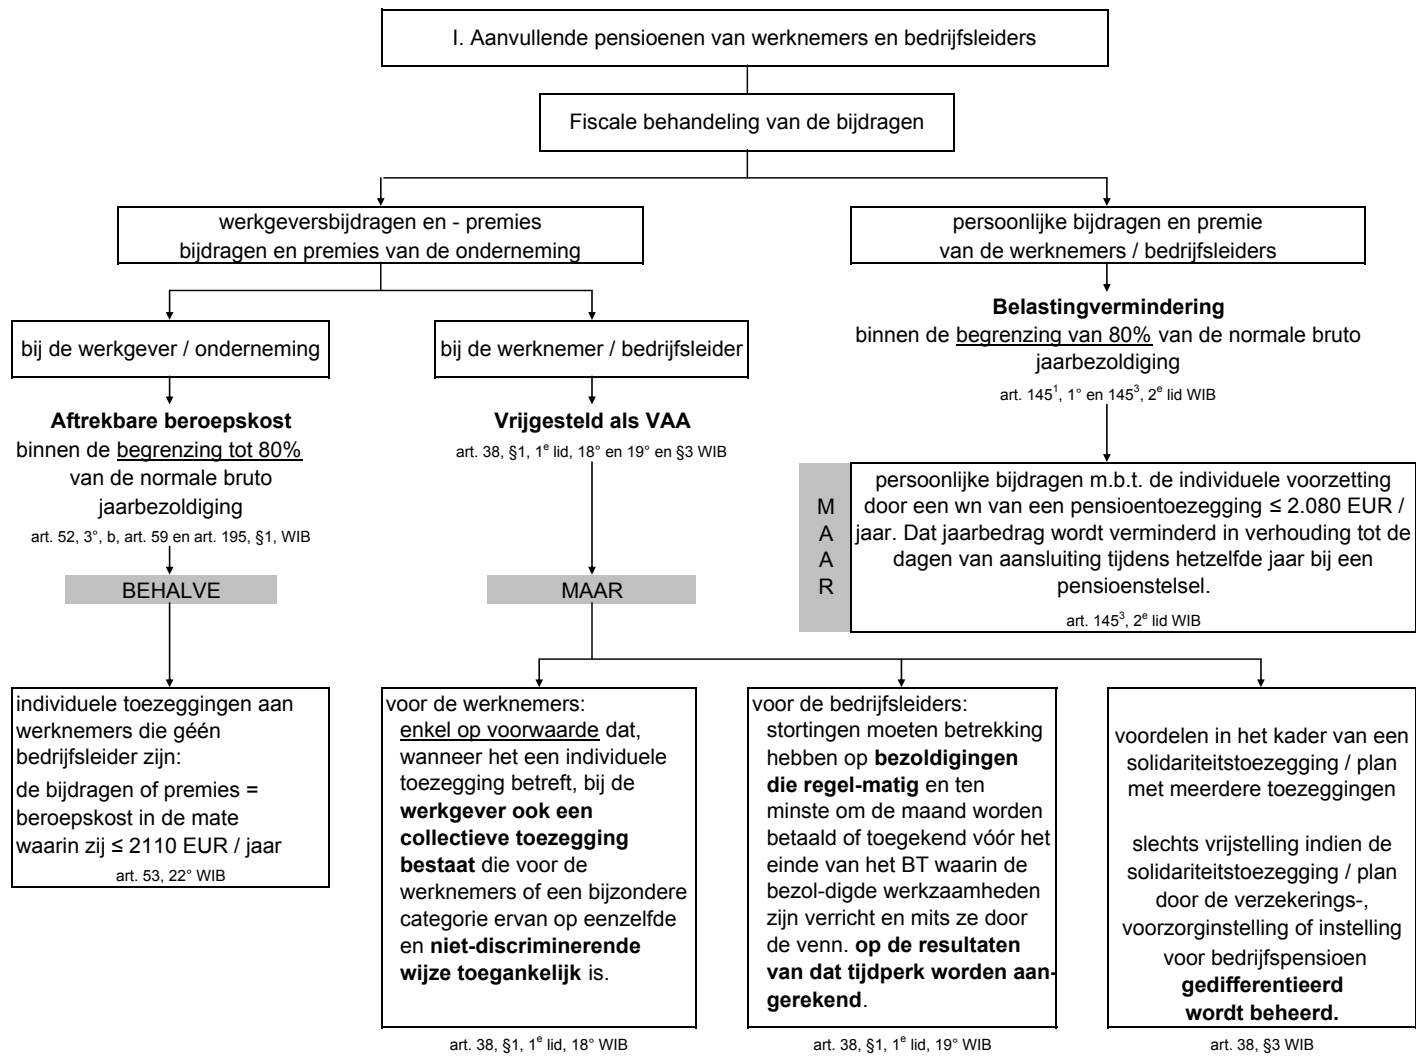 I. Aanvullende pensioenen van werknemers en bedrijfsleiders
Fiscale behandeling van de bijdragen
werkgeversbijdragen en - premies
bijdragen en premies van de onderneming
persoonlijke bijdragen en premie
van de werknemers / bedrijfsleiders
bij de werkgever / onderneming
Aftrekbare beroepskost
binnen de begrenzing tot 80%
van de normale bruto
jaarbezoldiging
art. 52, 3°, b, art. 59 en art. 195, §1, WIB
BEHALVE
individuele toezeggingen aan
werknemers die géén
bedrijfsleider zijn:
de bijdragen of premies =
beroepskost in de mate
waarin zij ≤ 2110 EUR / jaar
art. 53, 22° WIB
bij de werknemer / bedrijfsleider
Vrijgesteld als VAA
art. 38, §1, 1e lid, 18° en 19° en §3 WIB
MAAR
voor de werknemers:
enkel op voorwaarde dat,
wanneer het een individuele
toezegging betreft, bij de
werkgever ook een
collectieve toezegging
bestaat die voor de
werknemers of een bijzondere
categorie ervan op eenzelfde
en niet-discriminerende
wijze toegankelijk is.
art. 38, §1, 1e lid, 18° WIB
voor de bedrijfsleiders:
stortingen moeten betrekking
hebben op bezoldigingen
die regel-matig en ten
minste om de maand worden
betaald of toegekend vóór het
einde van het BT waarin de
bezol-digde werkzaamheden
zijn verricht en mits ze door
de venn. op de resultaten
van dat tijdperk worden aan-
gerekend.
art. 38, §1, 1e lid, 19° WIB
voordelen in het kader van een
solidariteitstoezegging / plan
met meerdere toezeggingen
slechts vrijstelling indien de
solidariteitstoezegging / plan
door de verzekerings-,
voorzorginstelling of instelling
voor bedrijfspensioen
gedifferentieerd
wordt beheerd.
art. 38, §3 WIB
Belastingvermindering
binnen de begrenzing van 80% van de normale bruto
jaarbezoldiging
art. 145¹, 1° en 145³, 2e lid WIB
M
A
A
R
persoonlijke bijdragen m.b.t. de individuele voorzetting
door een wn van een pensioentoezegging ≤ 2.080 EUR /
jaar. Dat jaarbedrag wordt verminderd in verhouding tot de
dagen van aansluiting tijdens hetzelfde jaar bij een
pensioenstelsel.
art. 145³, 2e lid WIB